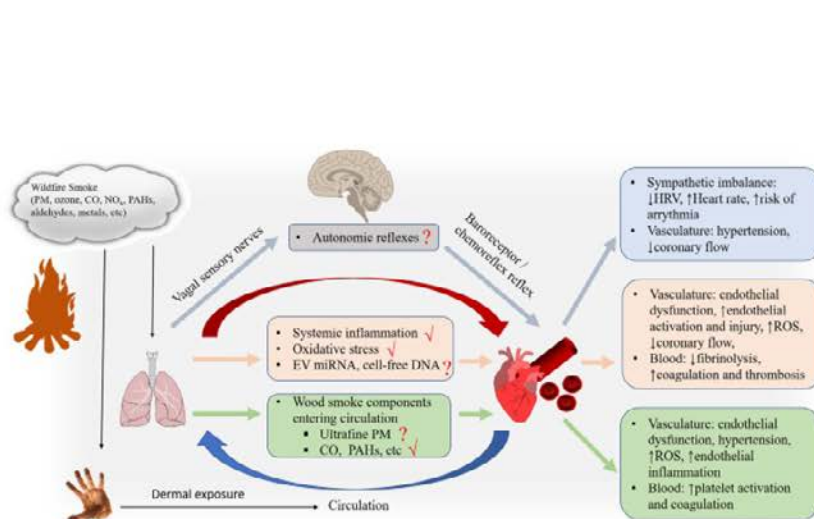 Wildfire Smoke
(PM, ozone, CO, NOx, PAHs,
aldehydes, metals, etc)
Vagal sensory nerves
• Autonomic reflexes ?
Baroreceptor /
chemoreflex reflex
• Systemic inflammation √
• Oxidative stress √
• EV miRNA, cell-free DNA ?
• Wood smoke components
entering circulation
▪ Ultrafine PM ?
▪ CO, PAHs, etc √
Dermal exposure
Circulation
• Sympathetic imbalance:
↓HRV, ↑Heart rate, ↑risk of
arrythmia
• Vasculature: hypertension,
↓coronary flow
• Vasculature: endothelial
dysfunction, ↑endothelial
activation and injury, ↑ROS,
↓coronary flow,
• Blood: ↓fibrinolysis,
↑coagulation and thrombosis
• Vasculature: endothelial
dysfunction, hypertension,
↑ROS, ↑endothelial
inflammation
• Blood: ↑platelet activation
and coagulation